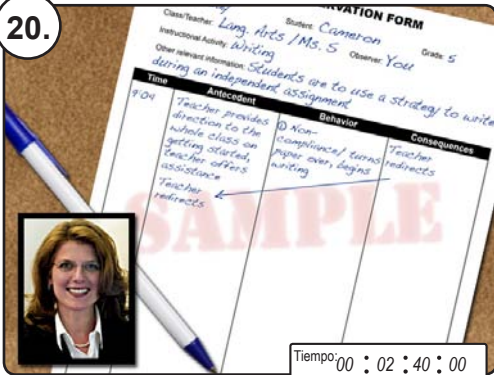 20.
RVATION FORM
Class/Teacher: Lang. Arts /Ms. S Student: Cameron Grade: 5
Instructional Activity: Writing Observer: You
Other relevant information: Students are to use a strategy to write
during an independent assignment
Time Antecedent Behavior Consequences
9:09
Teacher provides
direction to the
whole class on
getting started,
teacher offers
assistance
Teacher
redirects
① Non-
compliance/ turns
paper over, begins
writing
Teacher
redirects
SAMPLE
Tiempo: 00 : 02 : 40 : 00